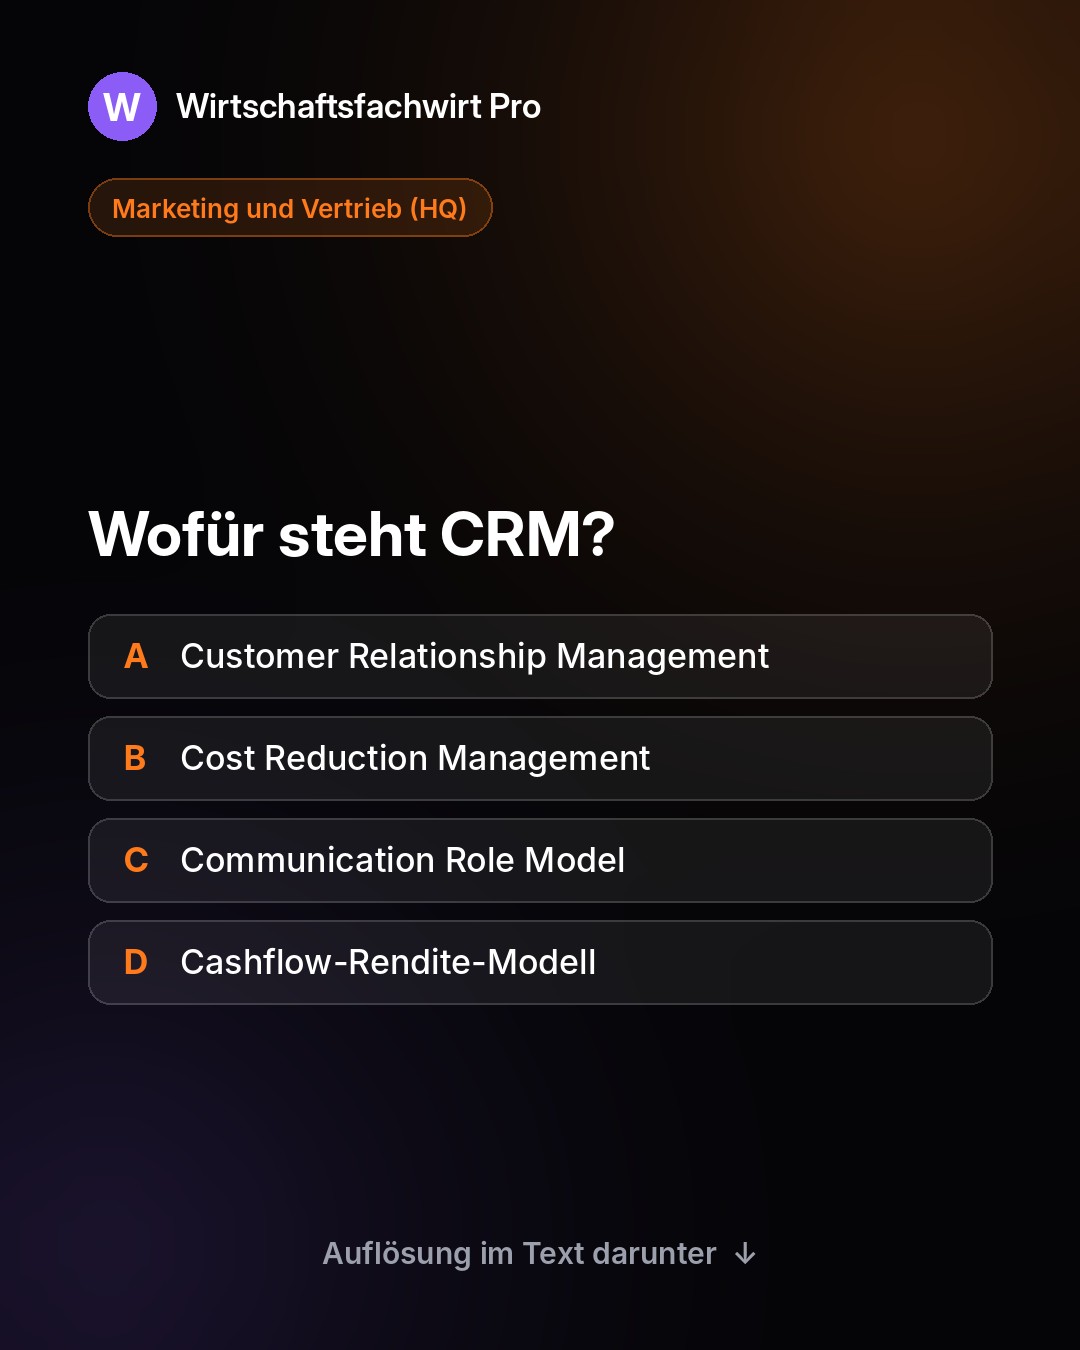 W Wirtschaftsfachwirt Pro
Marketing und Vertrieb (HQ)
Wofür steht CRM?
A Customer Relationship Management
B Cost Reduction Management
C Communication Role Model
D Cashflow-Rendite-Modell
Auflösung im Text darunter ↓